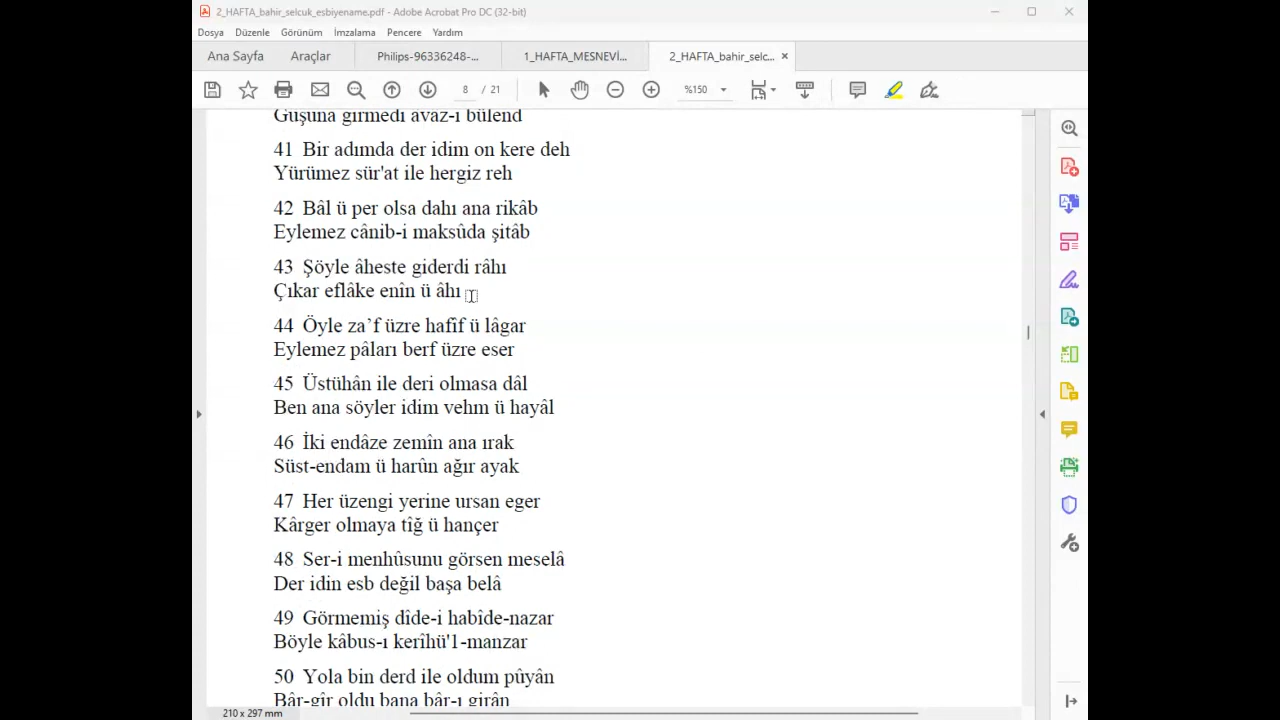 2_HAFTA_bahir_selcuk_esbiyename.pdf - Adobe Acrobat Pro DC (32-bit)
Dosya Düzenle Görünüm İmzalama Pencere Yardım
Ana Sayfa Araçlar Philips-96336248-... 1_HAFTA_MESNEVİ... 2_HAFTA_bahir_selc... ×
8 / 21 %150
Gûşuna girmedi âvâz-ı bülend
41 Bir adımda der idim on kere deh
Yürümez sür'at ile hergiz reh
42 Bâl ü per olsa dahı ana rikâb
Eylemez cânib-i maksûda şitâb
43 Şöyle âheste giderdi râhı
Çıkar eflâke enîn ü âhı
44 Öyle za’f üzre hafîf ü lâgar
Eylemez pâları berf üzre eser
45 Üstühân ile deri olmasa dâl
Ben ana söyler idim vehm ü hayâl
46 İki endâze zemîn ana ırak
Süst-endam ü harûn ağır ayak
47 Her üzengi yerine ursan eger
Kârger olmaya tîğ ü hançer
48 Ser-i menhûsunu görsen meselâ
Der idin esb değil başa belâ
49 Görmemiş dîde-i habîde-nazar
Böyle kâbus-ı kerîhü'l-manzar
50 Yola bin derd ile oldum pûyân
Bâr-gîr oldu bana bâr-ı girân
210 x 297 mm